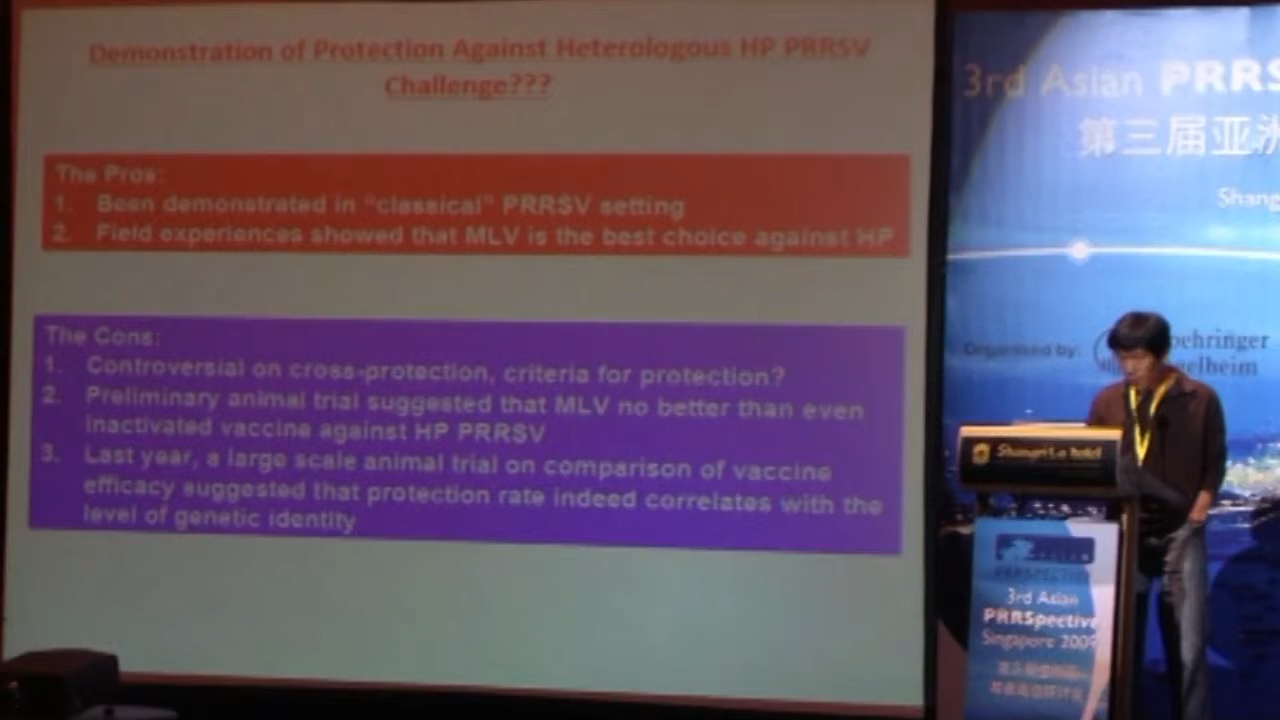 Demonstration of Protection Against Heterologous HP PRRSV
Challenge???
The Pros:
1. Been demonstrated in "classical" PRRSV setting
2. Field experiences showed that MLV is the best choice against HP
The Cons:
1. Controversial on cross-protection, criteria for protection?
2. Preliminary animal trial suggested that MLV no better than even
inactivated vaccine against HP PRRSV
3. Last year, a large scale animal trial on comparison of vaccine
efficacy suggested that protection rate indeed correlates with the
level of genetic identity
3rd Asian PRRS
第三届亚洲
Shang
Organised by:
oehringer
gelheim
Shangri-La hotel
3rd Asian
PRRSpective
Singapore 2009